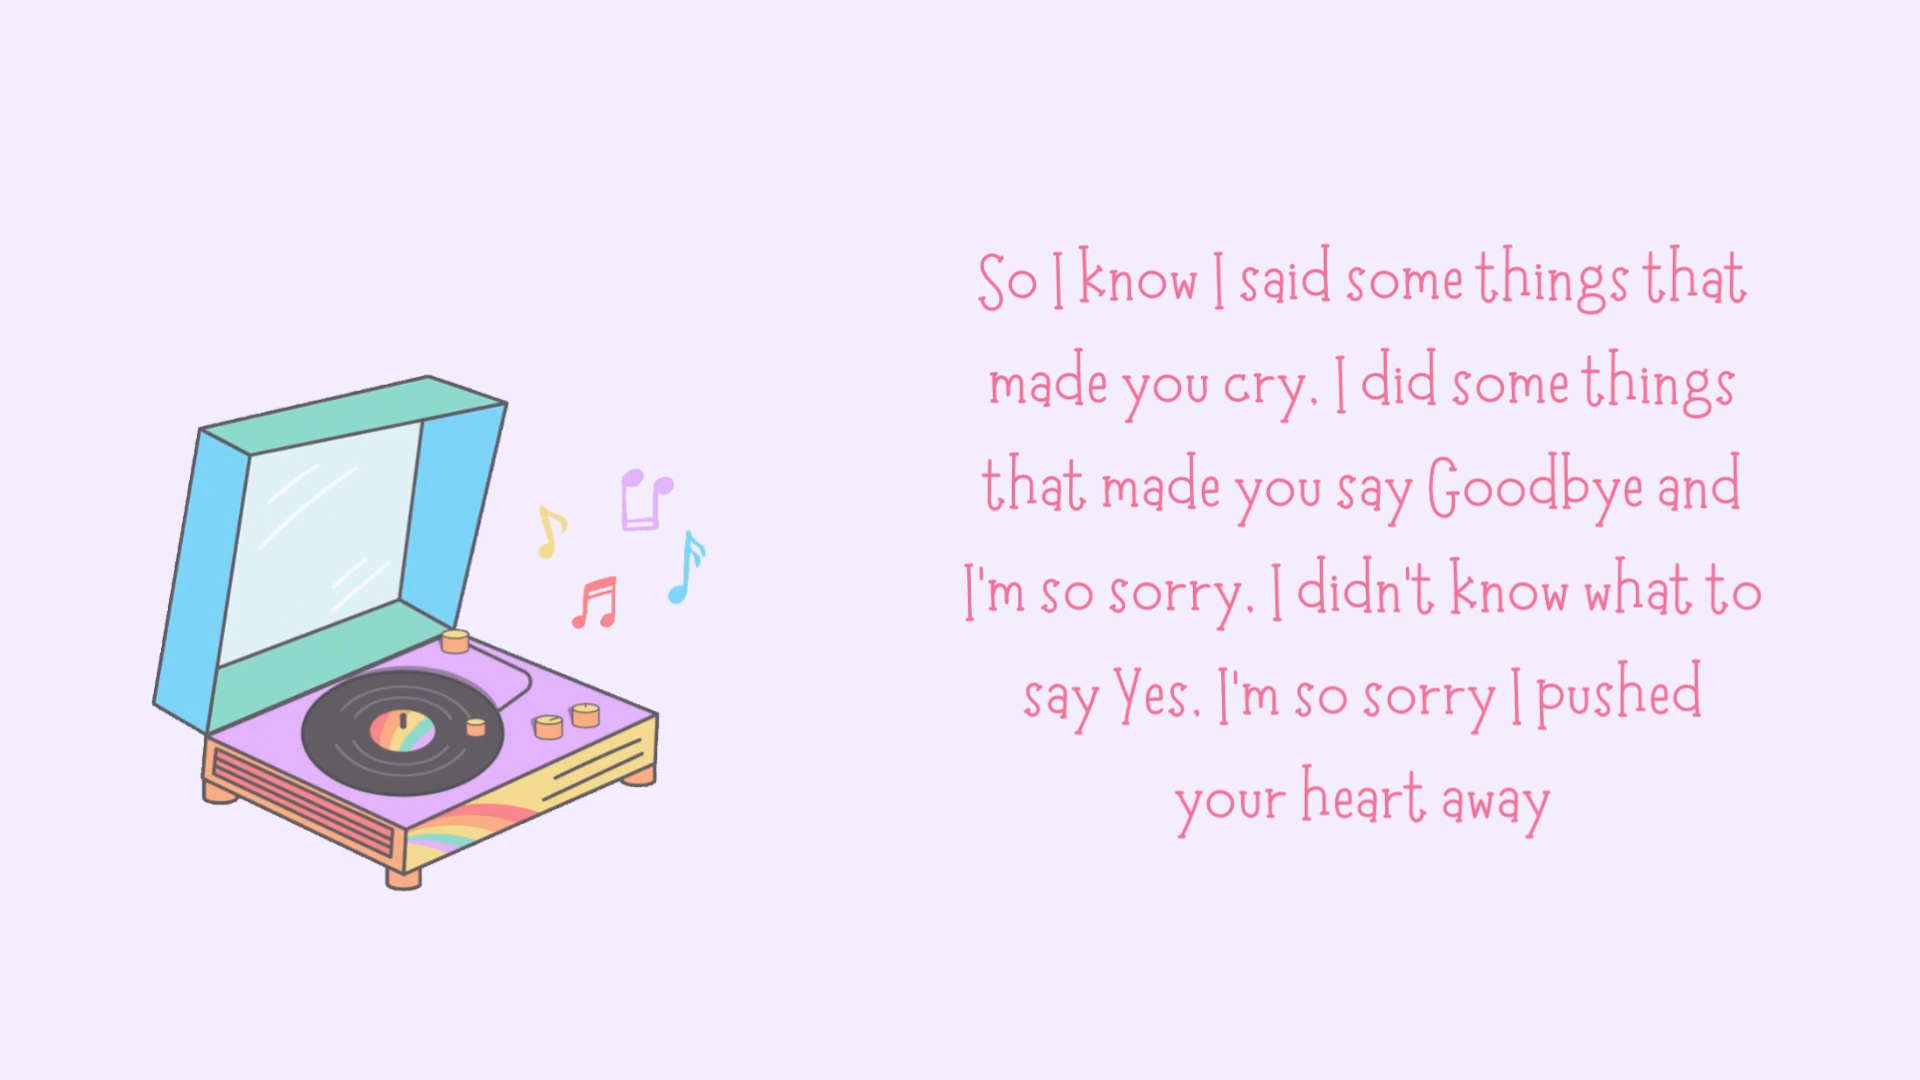 So I know I said some things that
made you cry. I did some things
that made you say Goodbye and
I'm so sorry. I didn't know what to
say Yes. I'm so sorry I pushed
your heart away